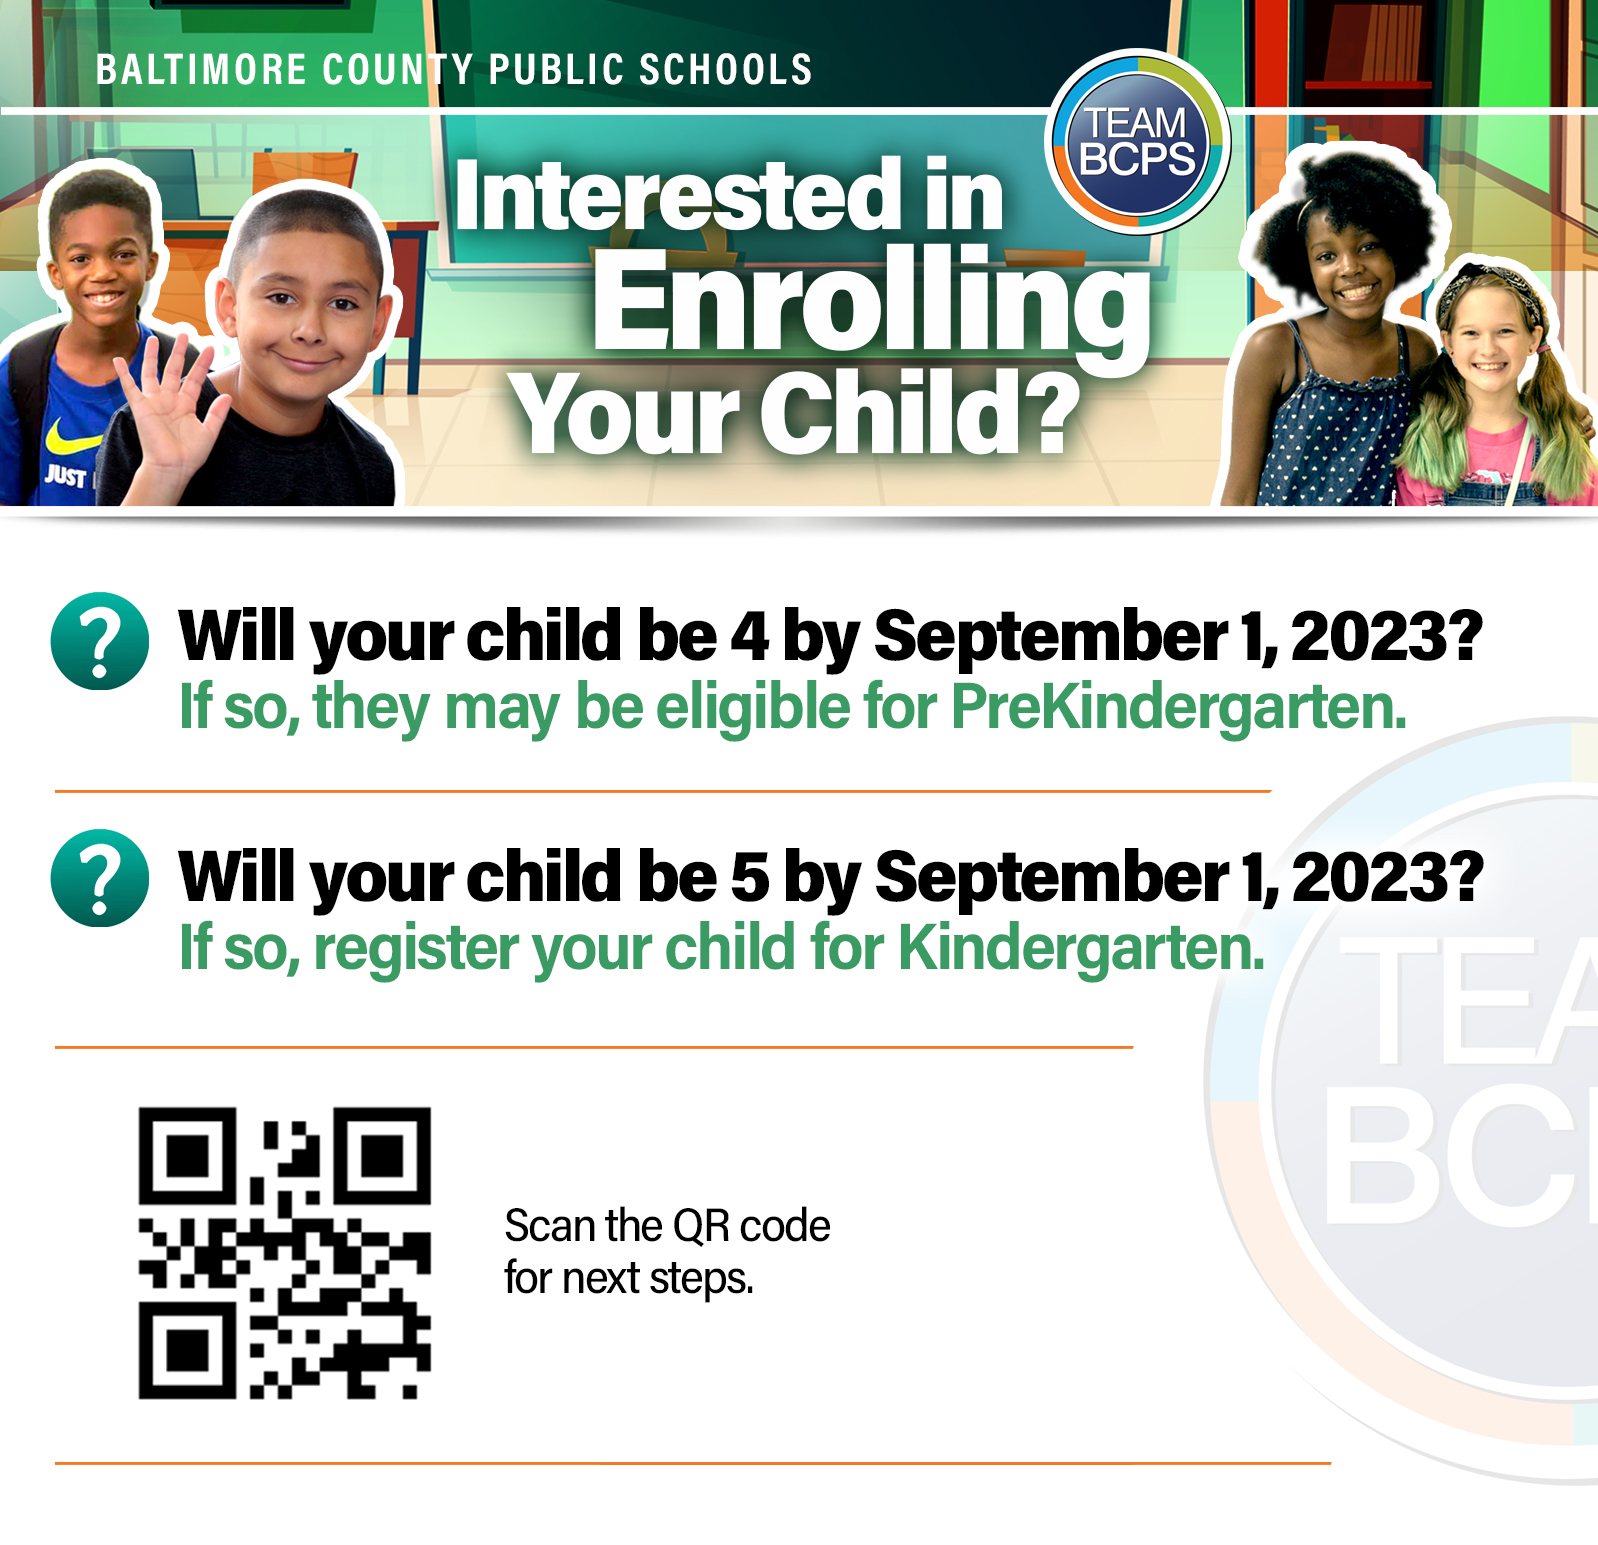 BALTIMORE COUNTY PUBLIC SCHOOLS
TEAM
BCPS
Interested in
Enrolling
Your Child?
JUST
?
Will your child be 4 by September 1, 2023?
If so, they may be eligible for PreKindergarten.
?
Will your child be 5 by September 1, 2023?
If so, register your child for Kindergarten.
TEA
BC
Scan the QR code
for next steps.